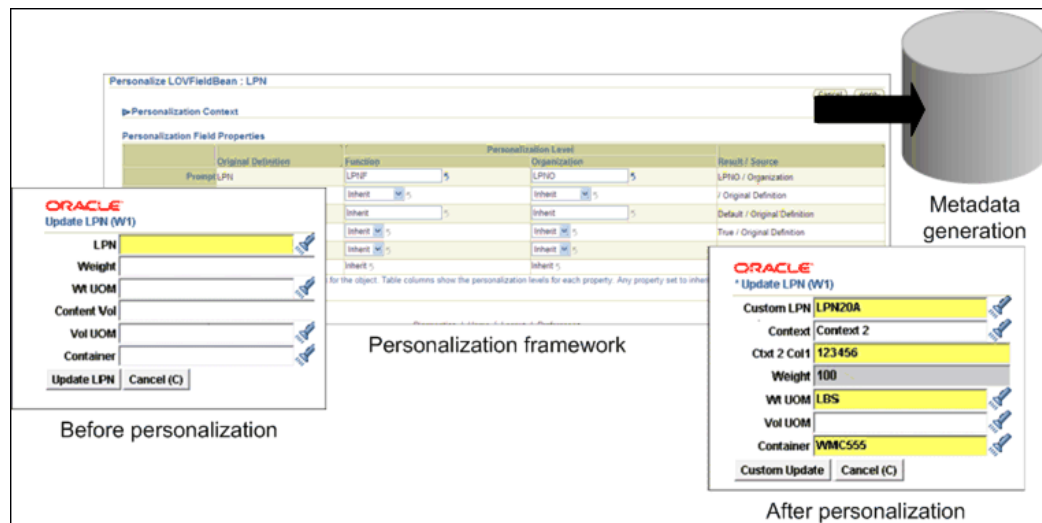 Personalize LOVFieldBean : LPN
Cancel Apply
Personalization Context
Personalization Field Properties
Personalization Level
Original Definition Function Organization Result / Source
Prompt LPN LPNF LPNO LPNO / Organization
Inherit Inherit / Original Definition
Inherit Inherit Default / Original Definition
Inherit Inherit True / Original Definition
Inherit Inherit
Inherit Inherit
for the object. Table columns show the personalization levels for each property. Any property set to inher
Metadata
generation
ORACLE
Update LPN (W1)
LPN
Weight
Wt UOM
Content Vol
Vol UOM
Container
Update LPN Cancel (C)
Before personalization
Personalization framework
ORACLE
* Update LPN (W1)
Custom LPN LPN20A
Context Context 2
Ctxt 2 Col1 123456
Weight 100
Wt UOM LBS
Vol UOM
Container WMC555
Custom Update Cancel (C)
After personalization